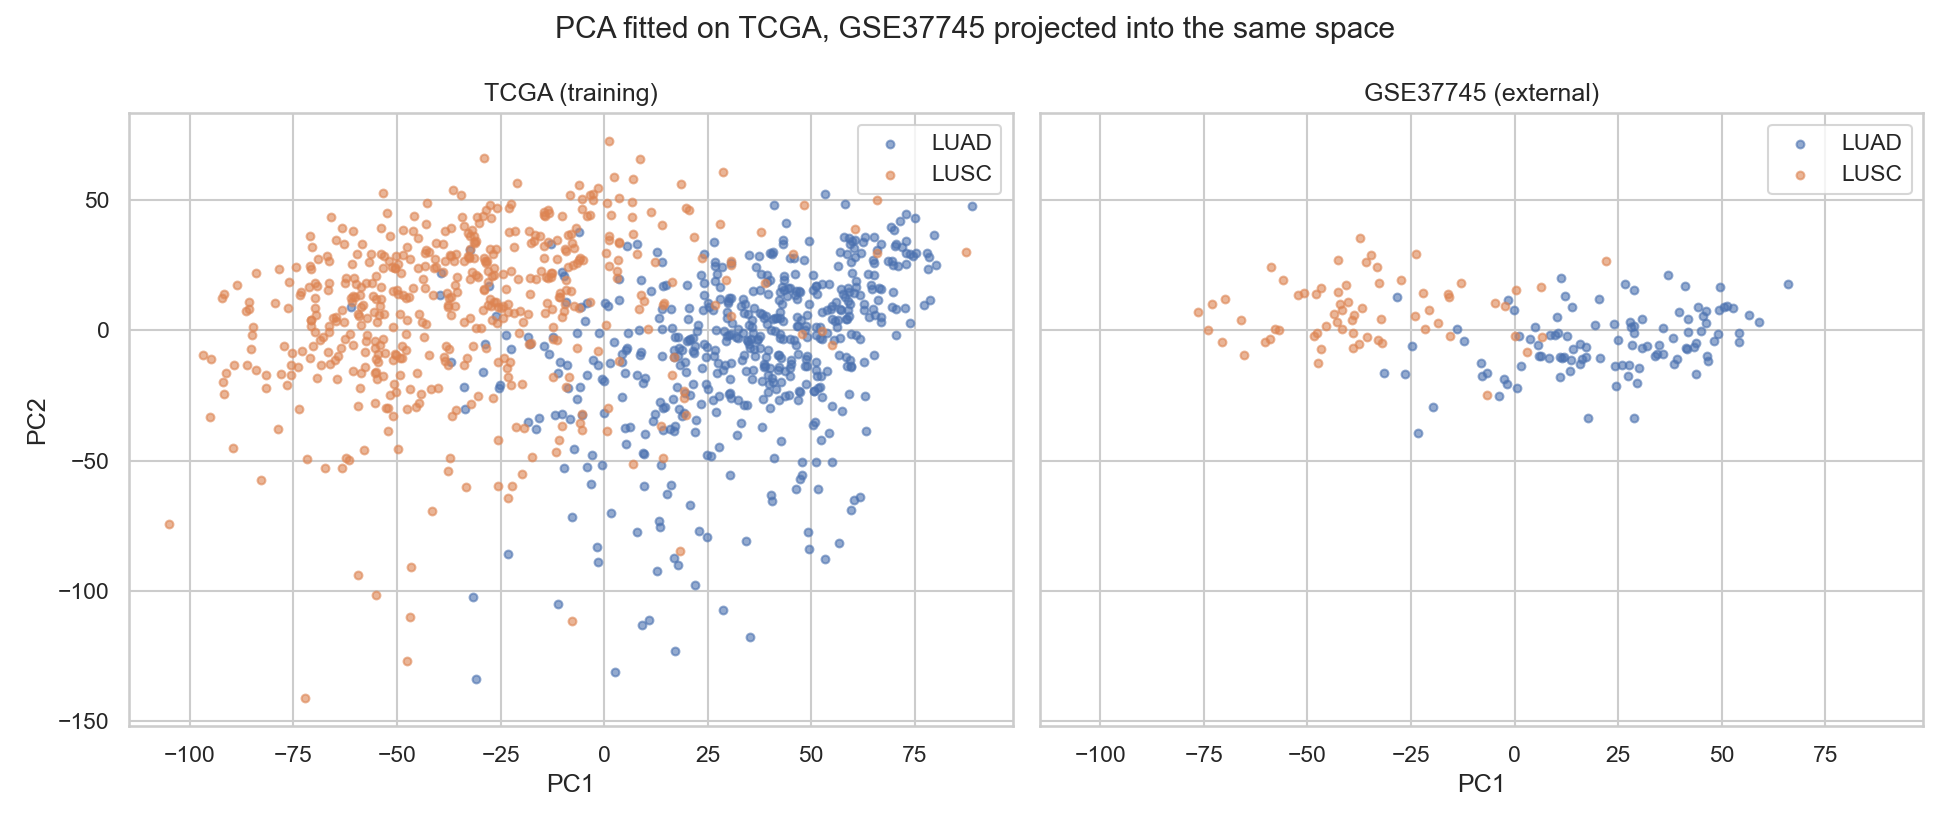 PCA fitted on TCGA, GSE37745 projected into the same space
TCGA (training)
LUAD
LUSC
50
0
−50
−100
−150
PC2
−100 −75 −50 −25 0 25 50 75
PC1
GSE37745 (external)
LUAD
LUSC
−100 −75 −50 −25 0 25 50 75
PC1